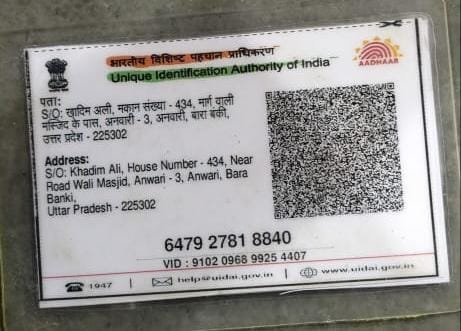 भारतीय विशिष्ट पहचान प्राधिकरण
Unique Identification Authority of India
AADHAAR
पता:
S/O: खादिम अली, मकान संख्या - 434, मार्ग वाली
मस्जिद के पास, अनवारी - 3, अनवारी, बारा बंकी,
उत्तर प्रदेश - 225302
Address:
S/O: Khadim Ali, House Number - 434, Near
Road Wali Masjid, Anwari - 3, Anwari, Bara
Banki,
Uttar Pradesh - 225302
6479 2781 8840
VID : 9102 0968 9925 4407
1947 | help@uidai.gov.in | www.uidai.gov.in